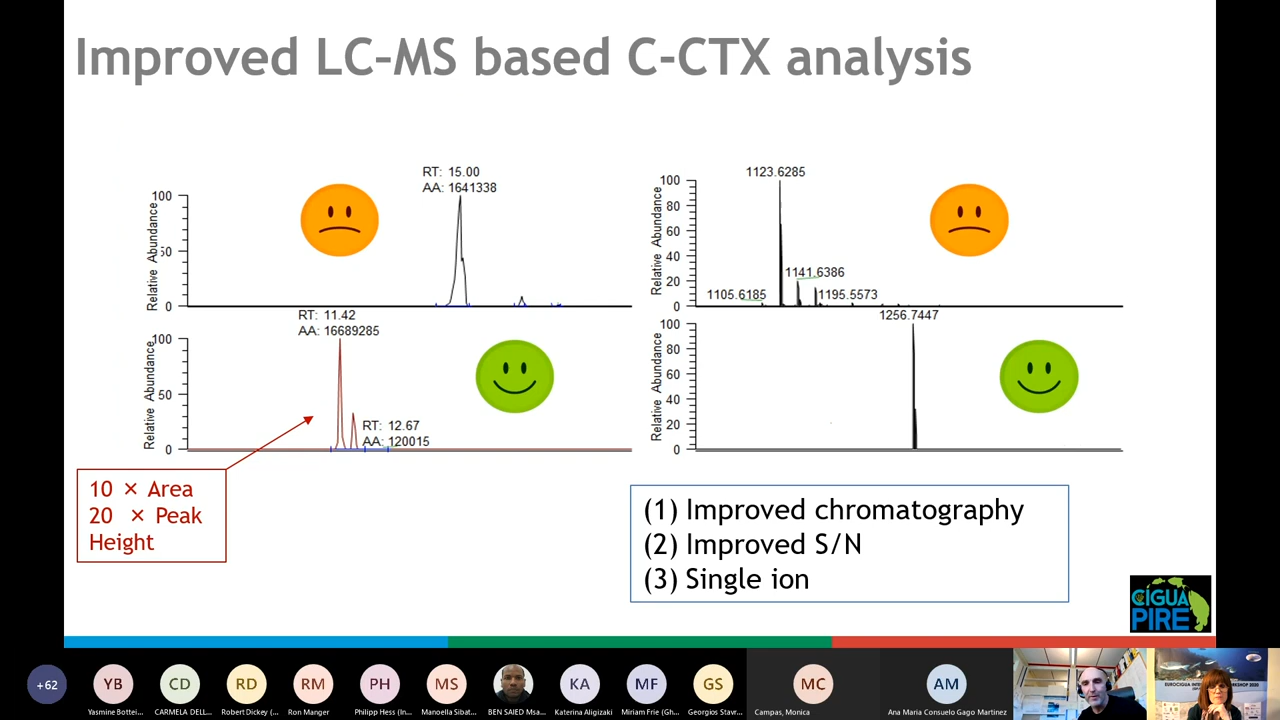 Improved LC-MS based C-CTX analysis
RT: 15.00
AA: 1641338
100
50
0
Relative Abundance
RT: 11.42
AA: 16689285
100
50
0
Relative Abundance
RT: 12.67
AA: 120015
10 × Area
20 × Peak
Height
1123.6285
100
80
60
40
20
0
Relative Abundance
1141.6386
1105.6185
1195.5573
1256.7447
100
80
60
40
20
0
Relative Abundance
(1) Improved chromatography
(2) Improved S/N
(3) Single ion
CIGUA
PIRE
+62
YB
CD
RD
RM
PH
MS
KA
MF
GS
MC
AM
Yasmine Bottei...
CARMELA DELL...
Robert Dickey (...
Ron Manger
Philipp Hess (In...
Manoella Sibat...
BEN SAIED Msa...
Katerina Aligizaki
Miriam Frie (Gh...
Georgios Stavr...
Campas, Monica
Ana Maria Consuelo Gago Martinez